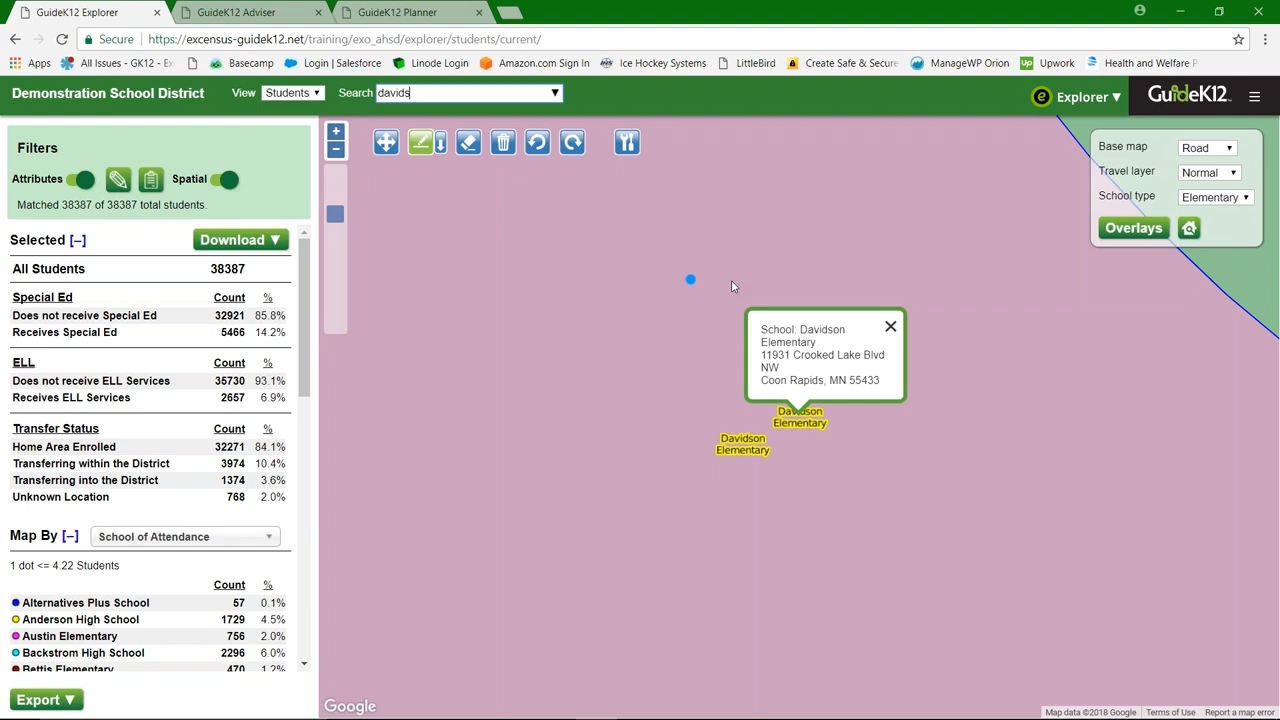 GuideK12 Explorer
GuideK12 Adviser
GuideK12 Planner
Secure https://excensus-guidek12.net/training/exo_ahsd/explorer/students/current/
Apps All Issues - GK12 - E Basecamp Login | Salesforce Linode Login Amazon.com Sign In Ice Hockey Systems LittleBird Create Safe & Secure ManageWP Orion Upwork Health and Welfare P
Demonstration School District View Students Search davids
Explorer GuideK12
Filters
Attributes Spatial
Matched 38387 of 38387 total students.
Selected [–] Download
All Students 38387
Special Ed Count %
Does not receive Special Ed 32921 85.8%
Receives Special Ed 5466 14.2%
ELL Count %
Does not receive ELL Services 35730 93.1%
Receives ELL Services 2657 6.9%
Transfer Status Count %
Home Area Enrolled 32271 84.1%
Transferring within the District 3974 10.4%
Transferring into the District 1374 3.6%
Unknown Location 768 2.0%
Map By [–] School of Attendance
1 dot <= 4.22 Students
Count %
Alternatives Plus School 57 0.1%
Anderson High School 1729 4.5%
Austin Elementary 756 2.0%
Backstrom High School 2296 6.0%
Bettis Elementary 470 1.2%
Export
Base map Road
Travel layer Normal
School type Elementary
Overlays
School: Davidson
Elementary
11931 Crooked Lake Blvd
NW
Coon Rapids, MN 55433
Davidson
Elementary
Davidson
Elementary
Google
Map data ©2018 Google Terms of Use Report a map error